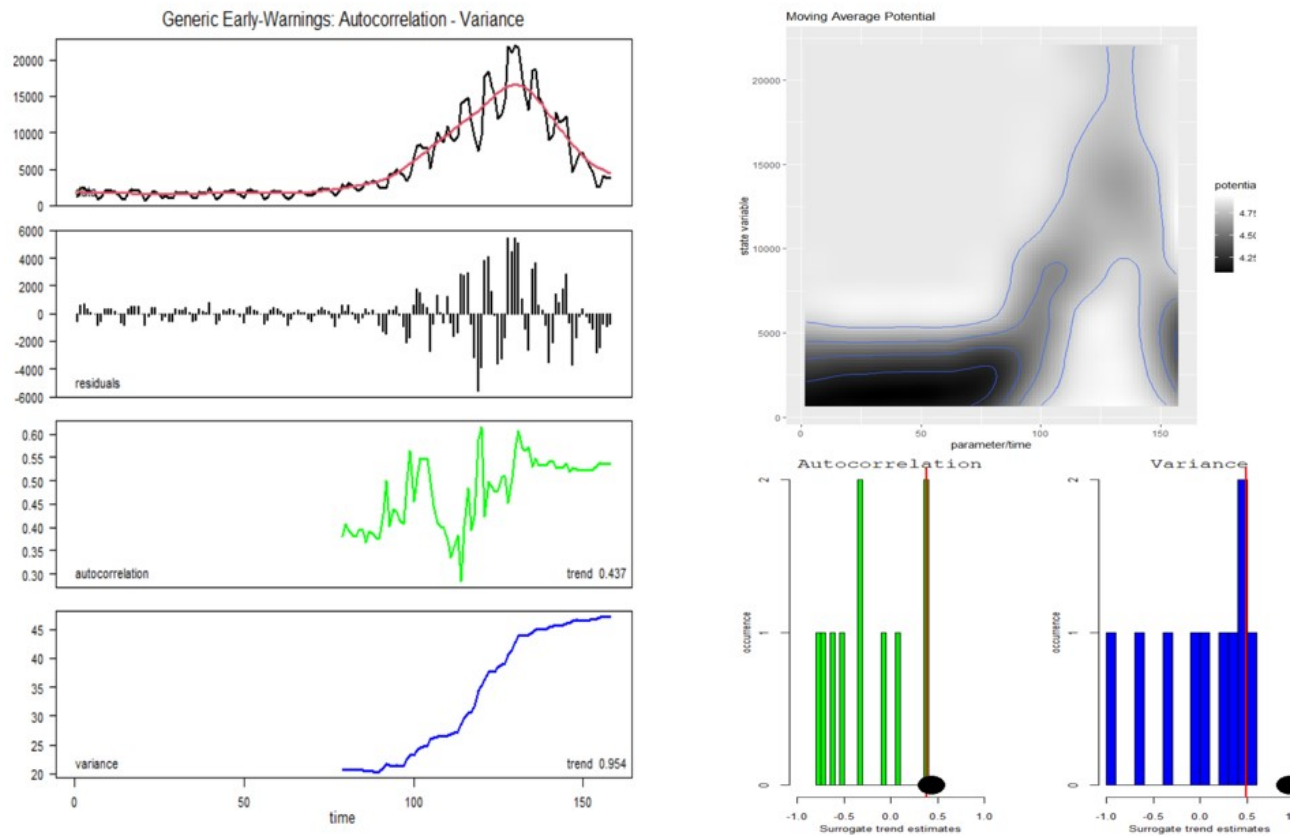 Generic Early-Warnings: Autocorrelation - Variance
20000
15000
10000
5000
0
6000
4000
2000
0
-2000
-4000
-6000
residuals
0.60
0.55
0.50
0.45
0.40
0.35
0.30
autocorrelation
trend 0.437
45
40
35
30
25
20
variance
trend 0.954
0
50
100
150
time
Moving Average Potential
20000
15000
10000
5000
0
state variable
0
50
100
150
parameter/time
potentia
4.75
4.50
4.25
Autocorrelation
2
1
0
occurrence
-1.0 -0.5 0.0 0.5 1.0
Surrogate trend estimates
Variance
2
1
0
occurrence
-1.0 -0.5 0.0 0.5
Surrogate trend estimates